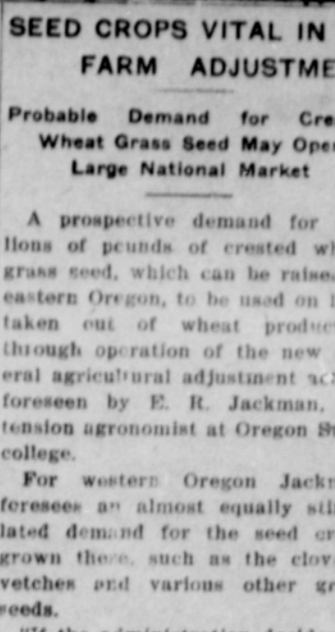 SEED CROPS VITAL IN
FARM ADJUSTME
Probable Demand for Cre
Wheat Grass Seed May Ope
Large National Market
A prospective demand for
lions of pounds of crested wh
grass seed, which can be raise
eastern Oregon, to be used on
taken out of wheat produc
through operation of the new
eral agricultural adjustment ac
foreseen by E. R. Jackman,
tension agronomist at Oregon St
college.
For western Oregon Jackm
foresees an almost equally sti
lated demand for the seed cr
grown there, such as the clov
vetches and various other gr
seeds.